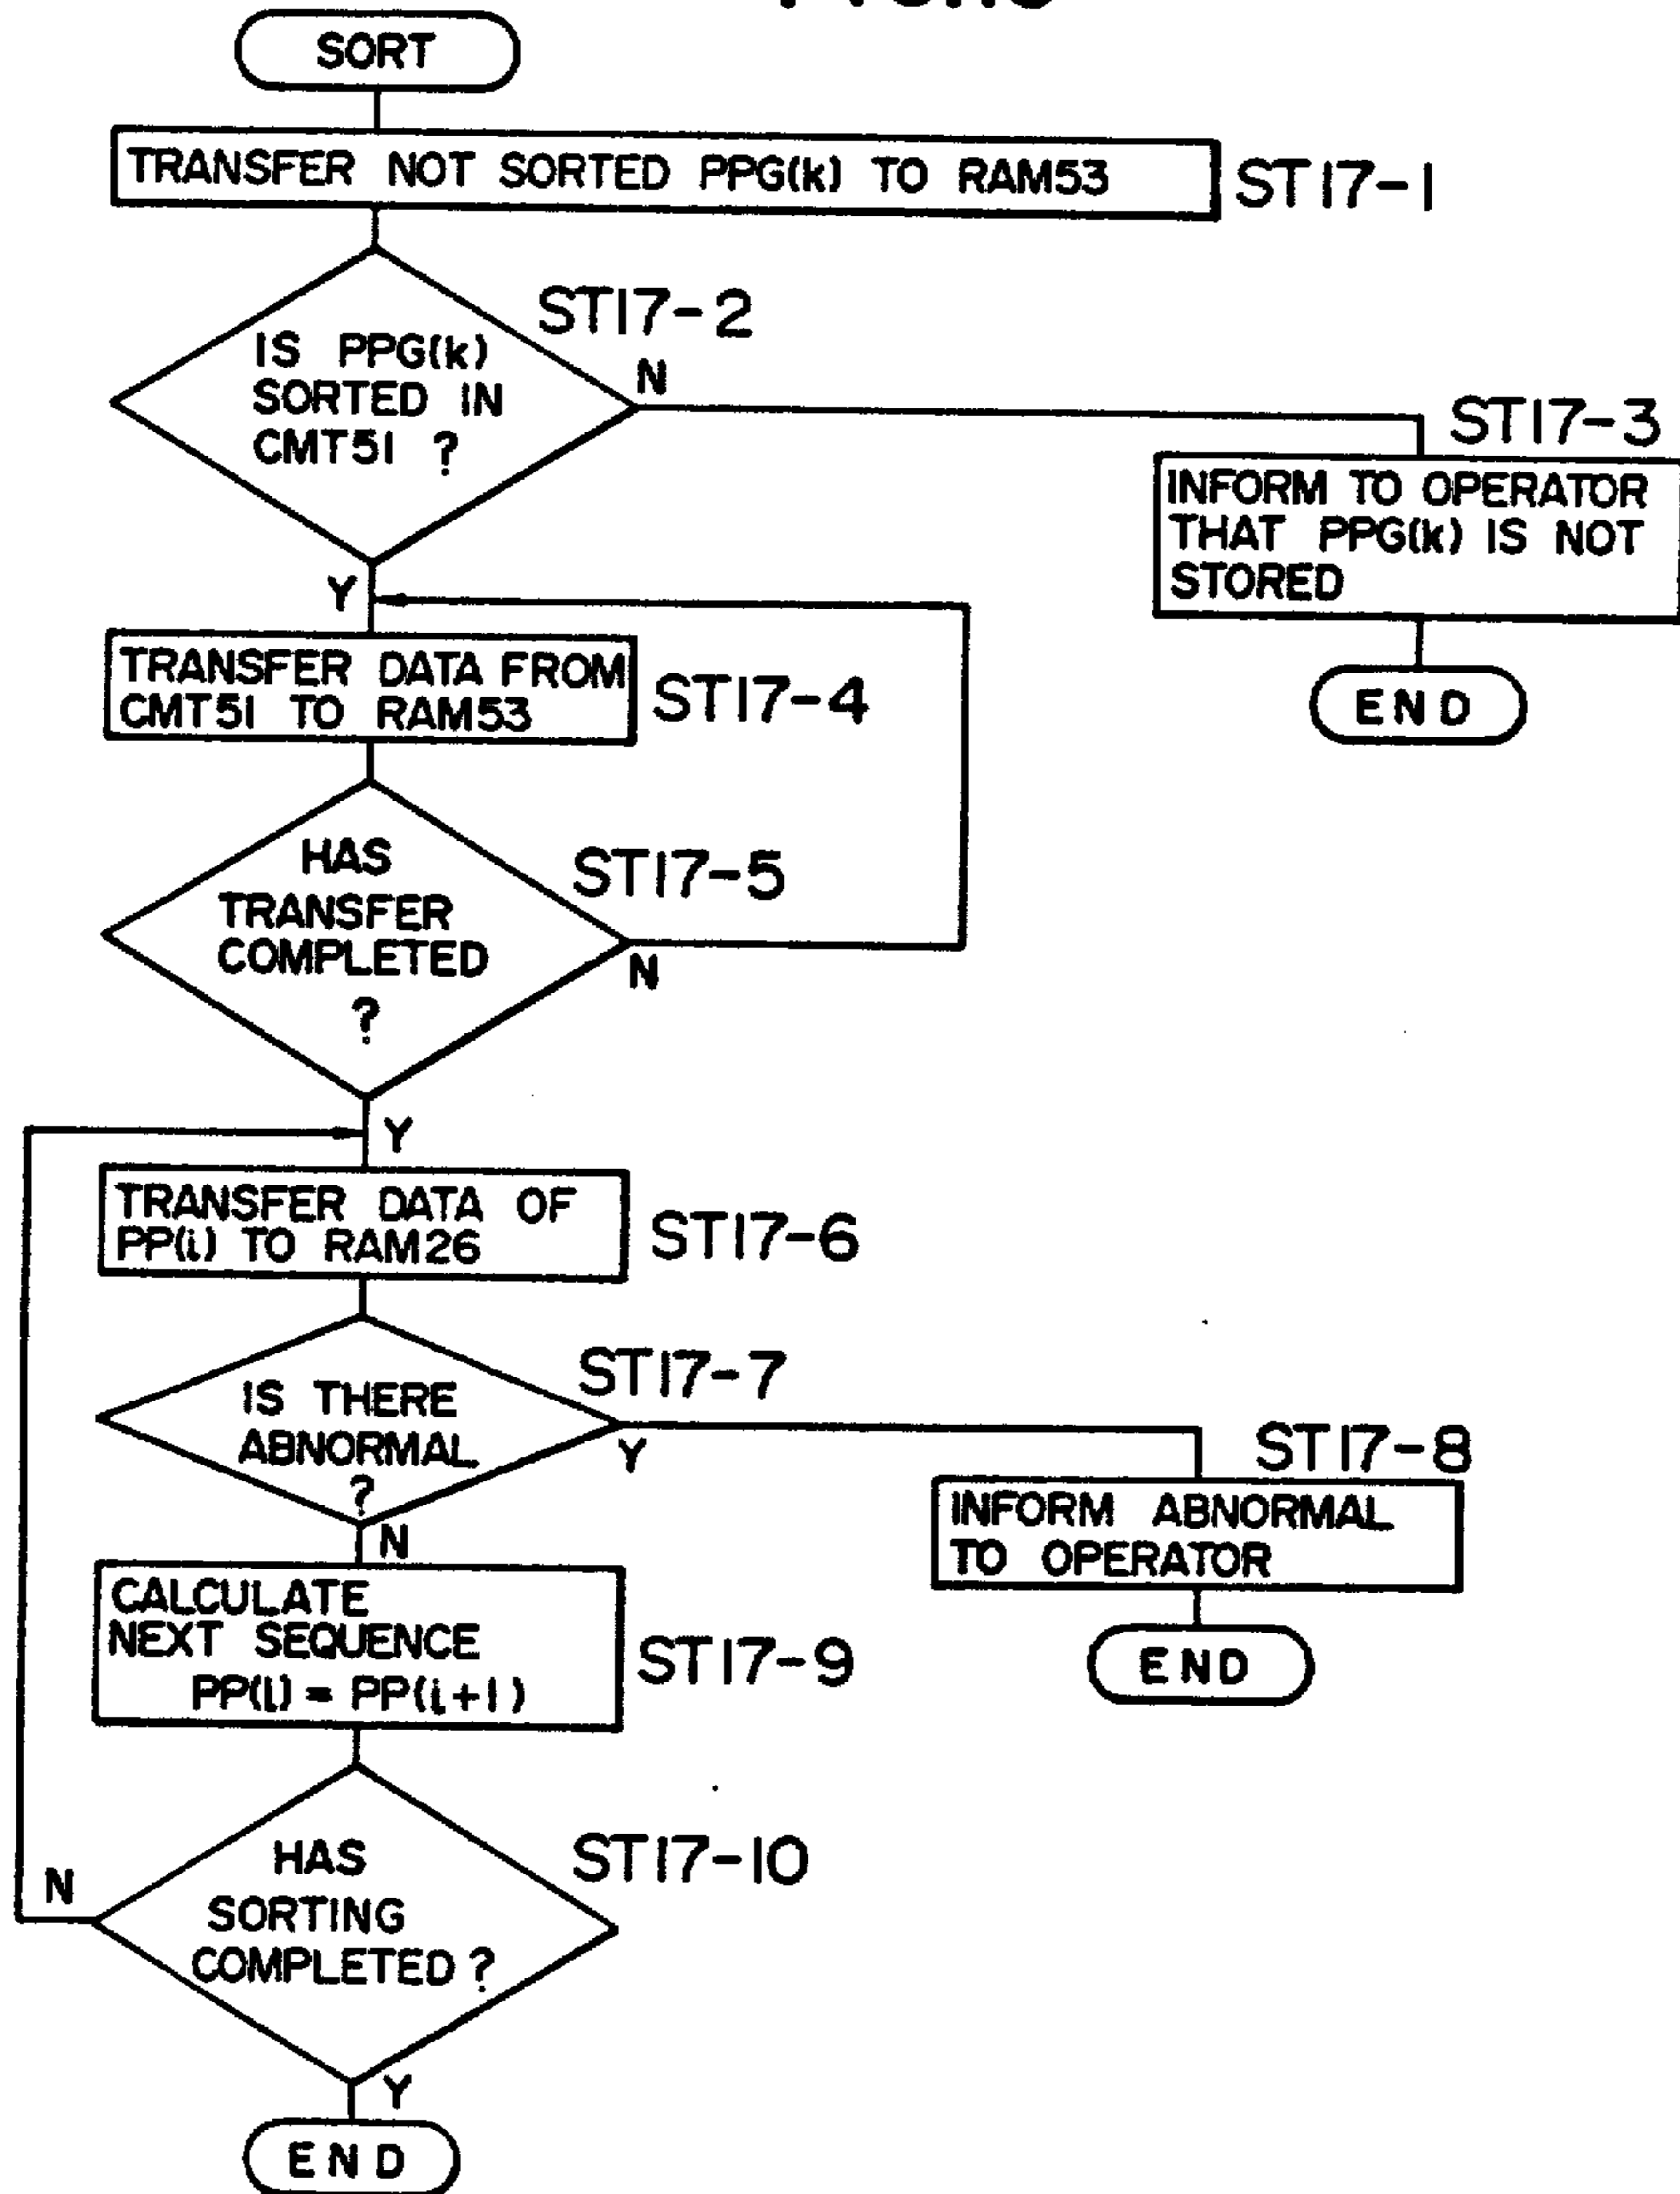 SORT
TRANSFER NOT SORTED PPG(k) TO RAM53
ST17-1
ST17-2
IS PPG(k)
SORTED IN
CMT51 ?
N
ST17-3
INFORM TO OPERATOR
THAT PPG(k) IS NOT
STORED
END
Y
TRANSFER DATA FROM
CMT51 TO RAM53
ST17-4
HAS
TRANSFER
COMPLETED
?
ST17-5
N
Y
TRANSFER DATA OF
PP(i) TO RAM26
ST17-6
IS THERE
ABNORMAL
?
ST17-7
Y
ST17-8
INFORM ABNORMAL
TO OPERATOR
END
N
CALCULATE
NEXT SEQUENCE
PP(i) = PP(i+1)
ST17-9
HAS
SORTING
COMPLETED ?
ST17-10
N
Y
END